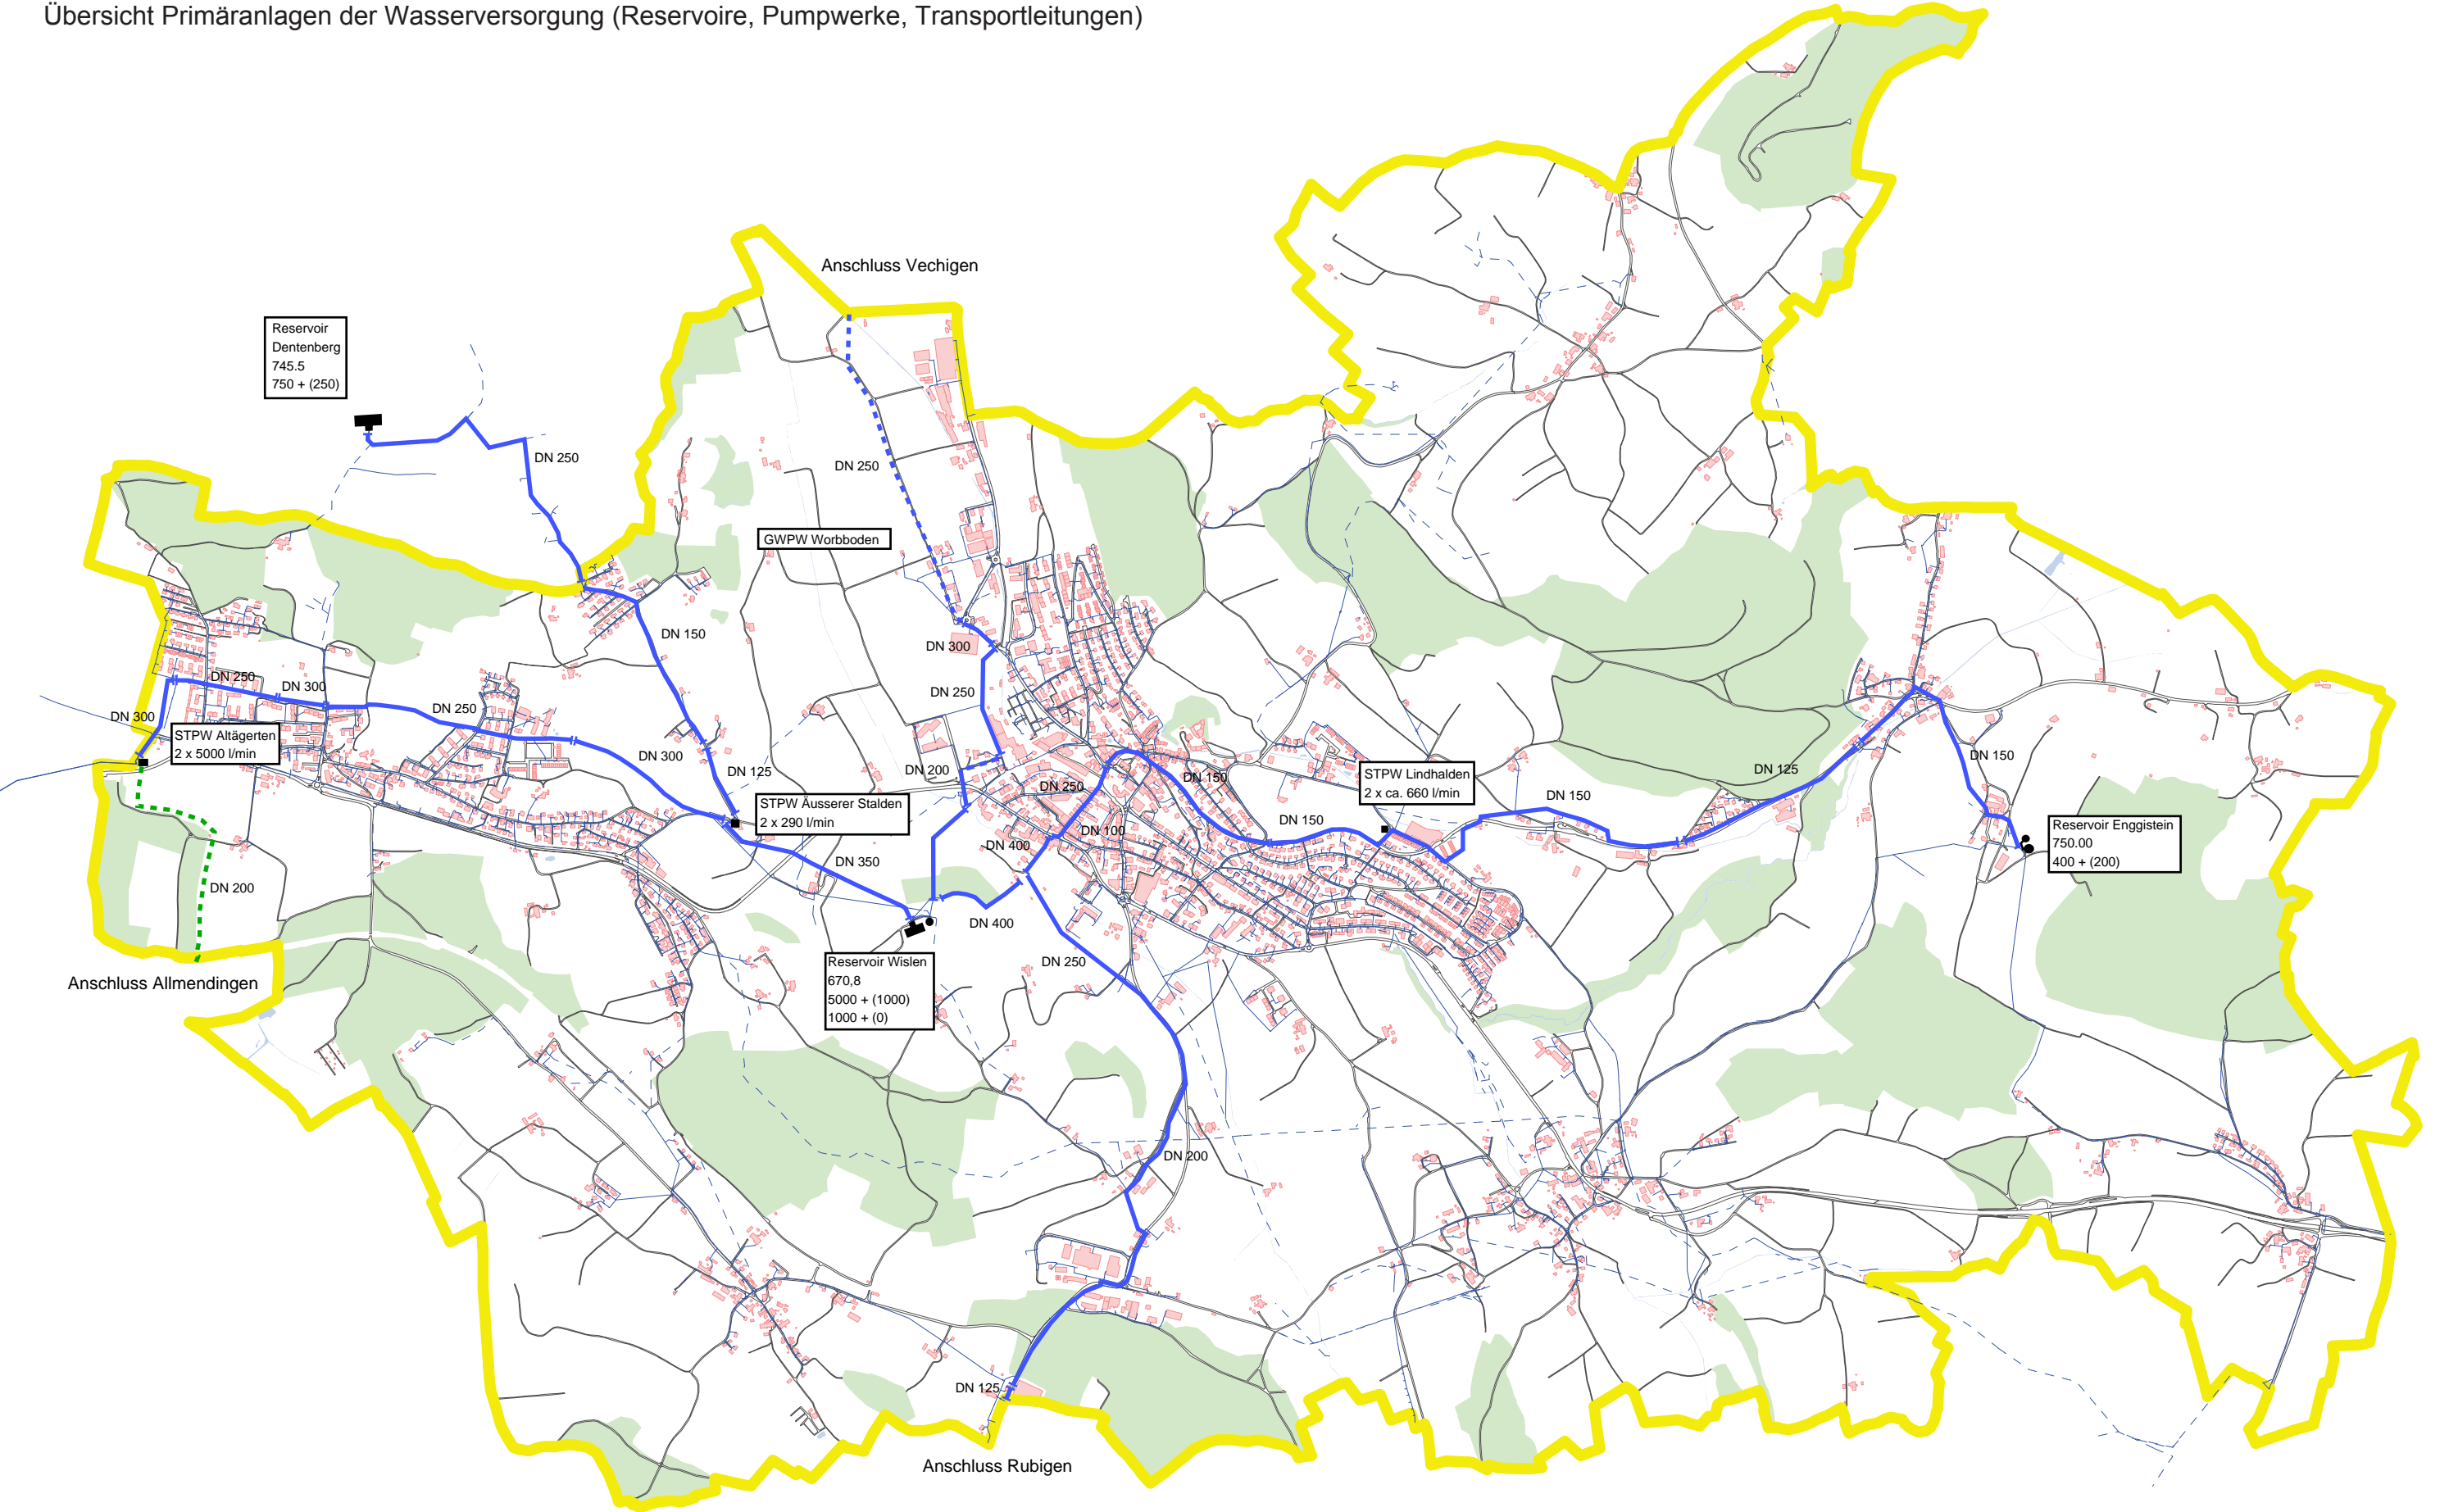 Übersicht Primäranlagen der Wasserversorgung (Reservoire, Pumpwerke, Transportleitungen)
Anschluss Vechigen
Reservoir
Dentenberg
745.5
750 + (250)
DN 250
DN 250
GWPW Worbboden
DN 150
DN 300
DN 250
DN 300
DN 250
DN 250
DN 300
STPW Altägerten
2 x 5000 l/min
DN 300
DN 125
DN 200
DN 250
DN 150
STPW Lindhalden
2 x ca. 660 l/min
DN 125
DN 150
DN 150
STPW Äusserer Stalden
2 x 290 l/min
DN 150
DN 100
DN 400
DN 350
Reservoir Enggistein
750.00
400 + (200)
DN 200
DN 400
DN 250
Reservoir Wislen
670,8
5000 + (1000)
1000 + (0)
Anschluss Allmendingen
DN 200
DN 125
Anschluss Rubigen